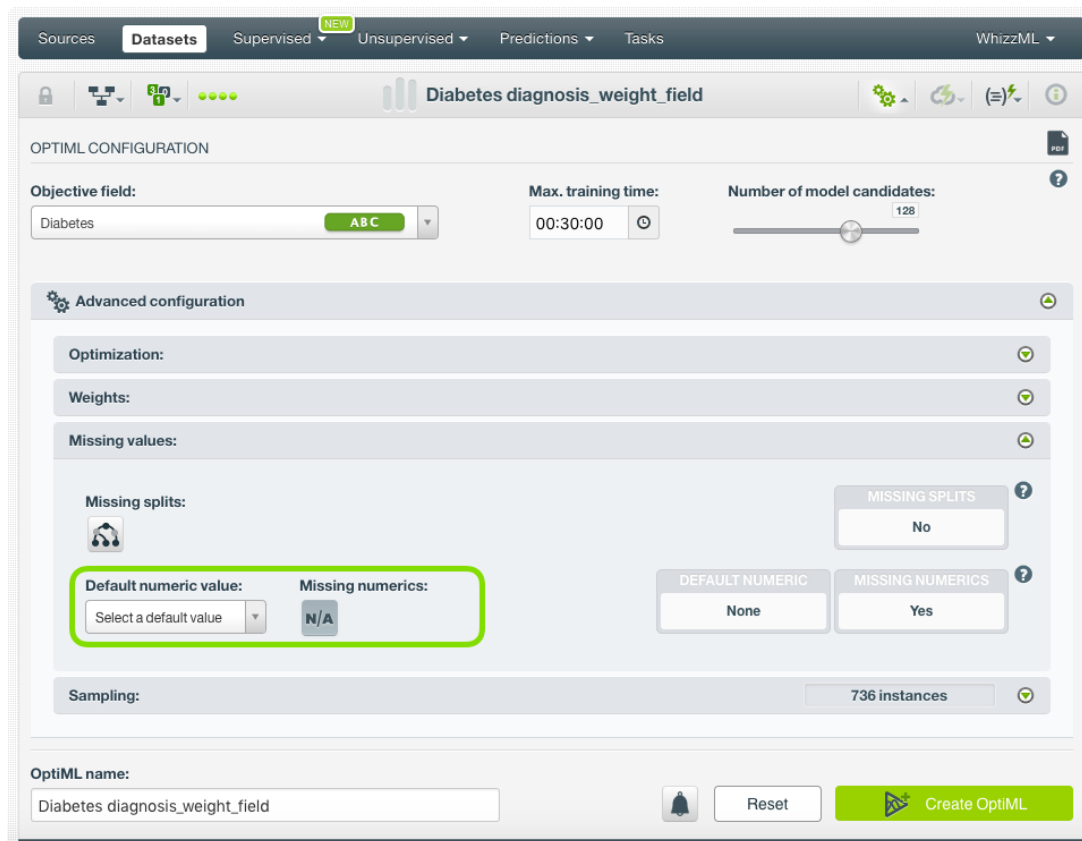 NEW
Sources Datasets Supervised Unsupervised Predictions Tasks WhizzML
Diabetes diagnosis_weight_field
OPTIML CONFIGURATION
PDF
Objective field: Max. training time: Number of model candidates:
Diabetes ABC 00:30:00 128
Advanced configuration
Optimization:
Weights:
Missing values:
Missing splits: MISSING SPLITS
No
Default numeric value: Missing numerics: DEFAULT NUMERIC MISSING NUMERICS
Select a default value N/A None Yes
Sampling: 736 instances
OptiML name:
Diabetes diagnosis_weight_field Reset Create OptiML